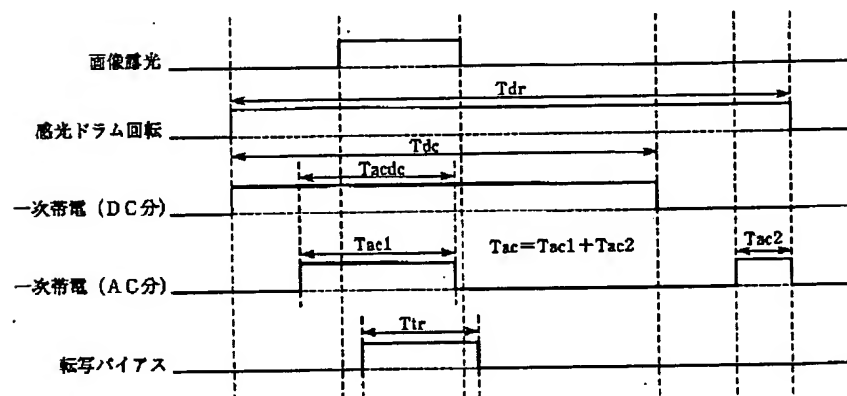 面像露光
Tdr
感光ドラム回転
Tdc
Tacdc
一次帯電 (DC分)
Tac1
Tac=Tac1+Tac2
Tac2
一次帯電 (AC分)
Ttr
転写バイアス